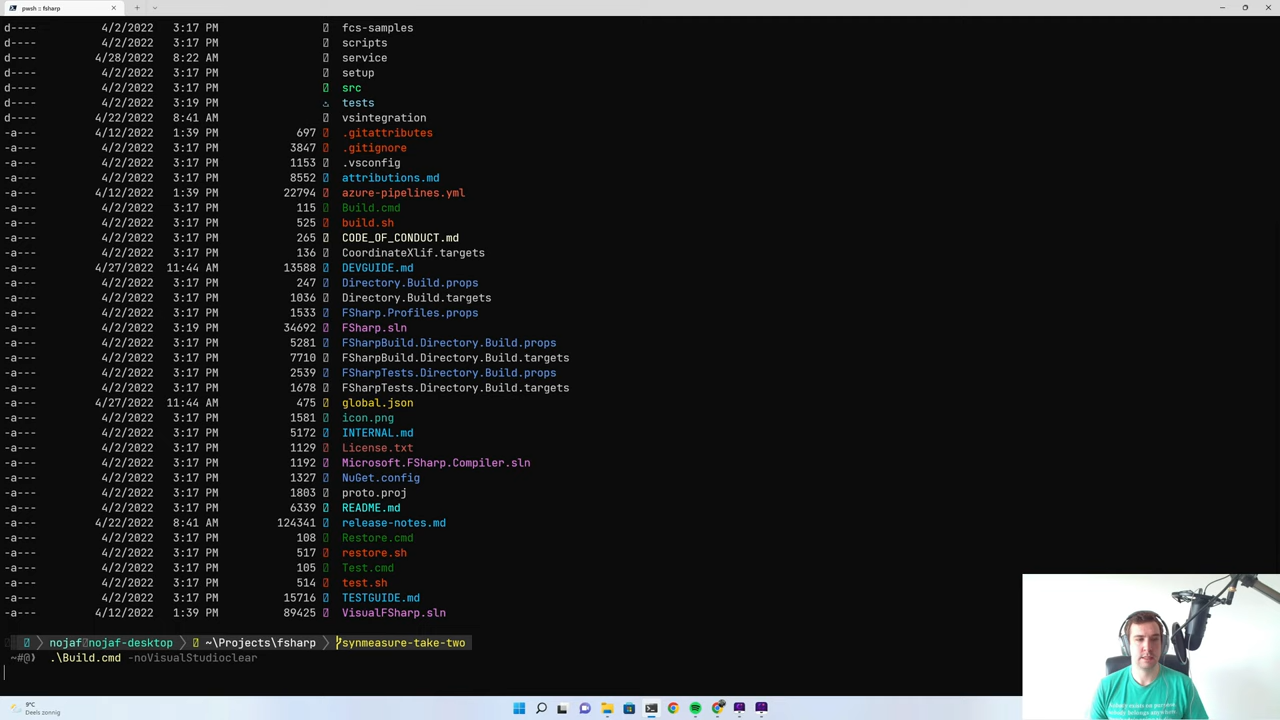 pwsh :: fsharp
d---- 4/2/2022 3:17 PM fcs-samples
d---- 4/2/2022 3:17 PM scripts
d---- 4/28/2022 8:22 AM service
d---- 4/2/2022 3:17 PM setup
d---- 4/2/2022 3:17 PM src
d---- 4/2/2022 3:19 PM tests
d---- 4/22/2022 8:41 AM vsintegration
-a--- 4/12/2022 1:39 PM 697 .gitattributes
-a--- 4/2/2022 3:17 PM 3847 .gitignore
-a--- 4/2/2022 3:17 PM 1153 .vsconfig
-a--- 4/2/2022 3:17 PM 8552 attributions.md
-a--- 4/12/2022 1:39 PM 22794 azure-pipelines.yml
-a--- 4/2/2022 3:17 PM 115 Build.cmd
-a--- 4/2/2022 3:17 PM 525 build.sh
-a--- 4/2/2022 3:17 PM 265 CODE_OF_CONDUCT.md
-a--- 4/2/2022 3:17 PM 136 CoordinateXlif.targets
-a--- 4/27/2022 11:44 AM 13588 DEVGUIDE.md
-a--- 4/2/2022 3:17 PM 247 Directory.Build.props
-a--- 4/2/2022 3:17 PM 1036 Directory.Build.targets
-a--- 4/2/2022 3:17 PM 1533 FSharp.Profiles.props
-a--- 4/2/2022 3:19 PM 34692 FSharp.sln
-a--- 4/2/2022 3:17 PM 5281 FSharpBuild.Directory.Build.props
-a--- 4/2/2022 3:17 PM 7710 FSharpBuild.Directory.Build.targets
-a--- 4/2/2022 3:17 PM 2539 FSharpTests.Directory.Build.props
-a--- 4/2/2022 3:17 PM 1678 FSharpTests.Directory.Build.targets
-a--- 4/27/2022 11:44 AM 475 global.json
-a--- 4/2/2022 3:17 PM 1581 icon.png
-a--- 4/2/2022 3:17 PM 5172 INTERNAL.md
-a--- 4/2/2022 3:17 PM 1129 License.txt
-a--- 4/2/2022 3:17 PM 1192 Microsoft.FSharp.Compiler.sln
-a--- 4/2/2022 3:17 PM 1327 NuGet.config
-a--- 4/2/2022 3:17 PM 1803 proto.proj
-a--- 4/2/2022 3:17 PM 6339 README.md
-a--- 4/22/2022 8:41 AM 124341 release-notes.md
-a--- 4/2/2022 3:17 PM 108 Restore.cmd
-a--- 4/2/2022 3:17 PM 517 restore.sh
-a--- 4/2/2022 3:17 PM 105 Test.cmd
-a--- 4/2/2022 3:17 PM 514 test.sh
-a--- 4/2/2022 3:17 PM 15716 TESTGUIDE.md
-a--- 4/12/2022 1:39 PM 89425 VisualFSharp.sln
nojaf nojaf-desktop ~\Projects\fsharp synmeasure-take-two
~#@) .\Build.cmd -noVisualStudioclear
9°C
Deels zonnig